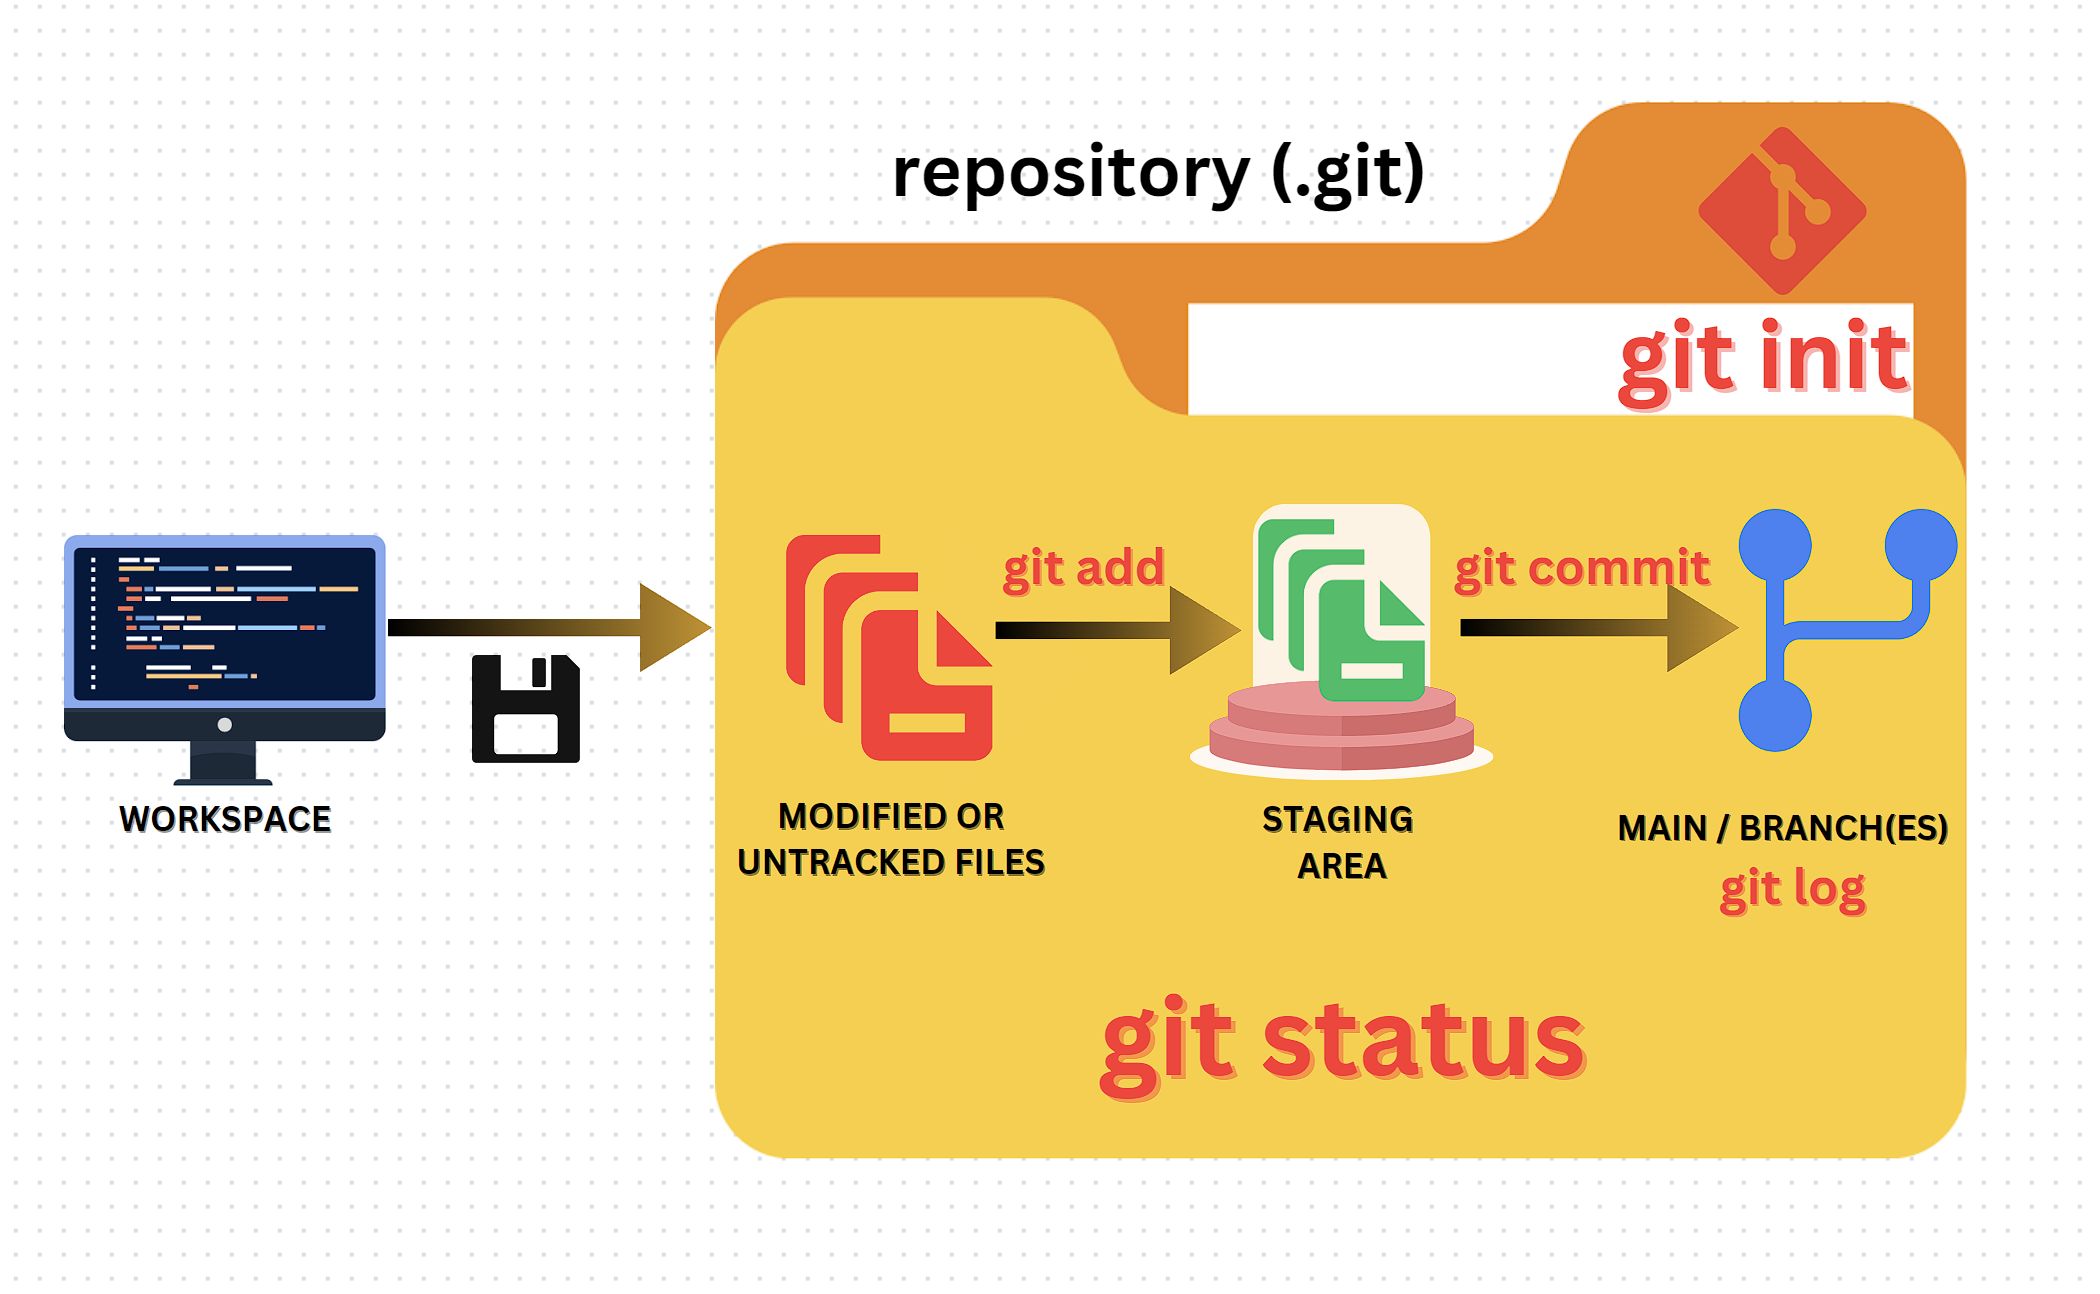 repository (.git)
git init
git add
git commit
WORKSPACE
MODIFIED OR
UNTRACKED FILES
STAGING
AREA
MAIN / BRANCH(ES)
git log
git status